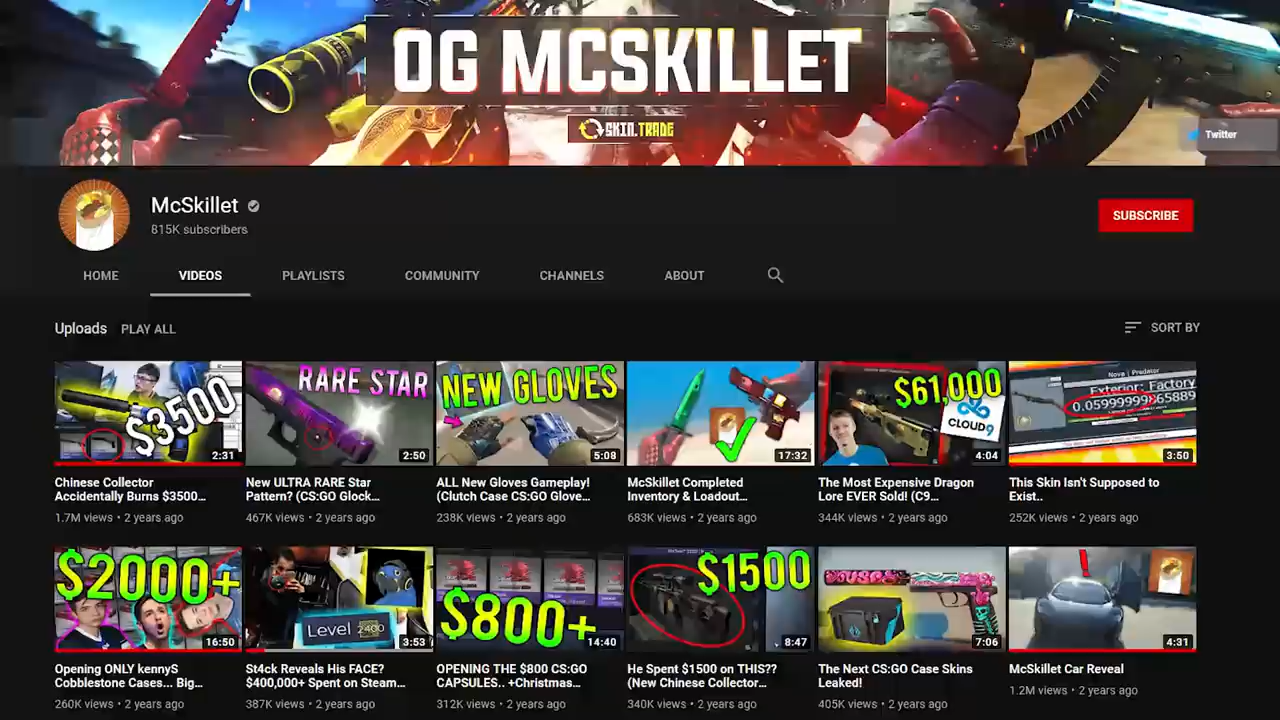 OG MCSKILLET
SKIN.TRADE
Twitter
McSkillet
815K subscribers
SUBSCRIBE
HOME VIDEOS PLAYLISTS COMMUNITY CHANNELS ABOUT
Uploads PLAY ALL SORT BY
$3500 2:31
RARE STAR 2:50
NEW GLOVES 5:08
17:32
$61,000 CLOUD9 4:04
Nova | Predator
Exterior: Factory
3:50
Chinese Collector
Accidentally Burns $3500...
1.7M views • 2 years ago
New ULTRA RARE Star
Pattern? (CS:GO Glock...
467K views • 2 years ago
ALL New Gloves Gameplay!
(Clutch Case CS:GO Glove...
238K views • 2 years ago
McSkillet Completed
Inventory & Loadout...
683K views • 2 years ago
The Most Expensive Dragon
Lore EVER Sold! (C9...
344K views • 2 years ago
This Skin Isn't Supposed to
Exist..
252K views • 2 years ago
$2000+ 16:50
Level 2400 3:53
$800+ 14:40
$1500 8:47
7:06
! 4:31
Opening ONLY kennyS
Cobblestone Cases... Big...
260K views • 2 years ago
St4ck Reveals His FACE?
$400,000+ Spent on Steam...
387K views • 2 years ago
OPENING THE $800 CS:GO
CAPSULES.. +Christmas...
312K views • 2 years ago
He Spent $1500 on THIS??
(New Chinese Collector...
340K views • 2 years ago
The Next CS:GO Case Skins
Leaked!
405K views • 2 years ago
McSkillet Car Reveal
1.2M views • 2 years ago